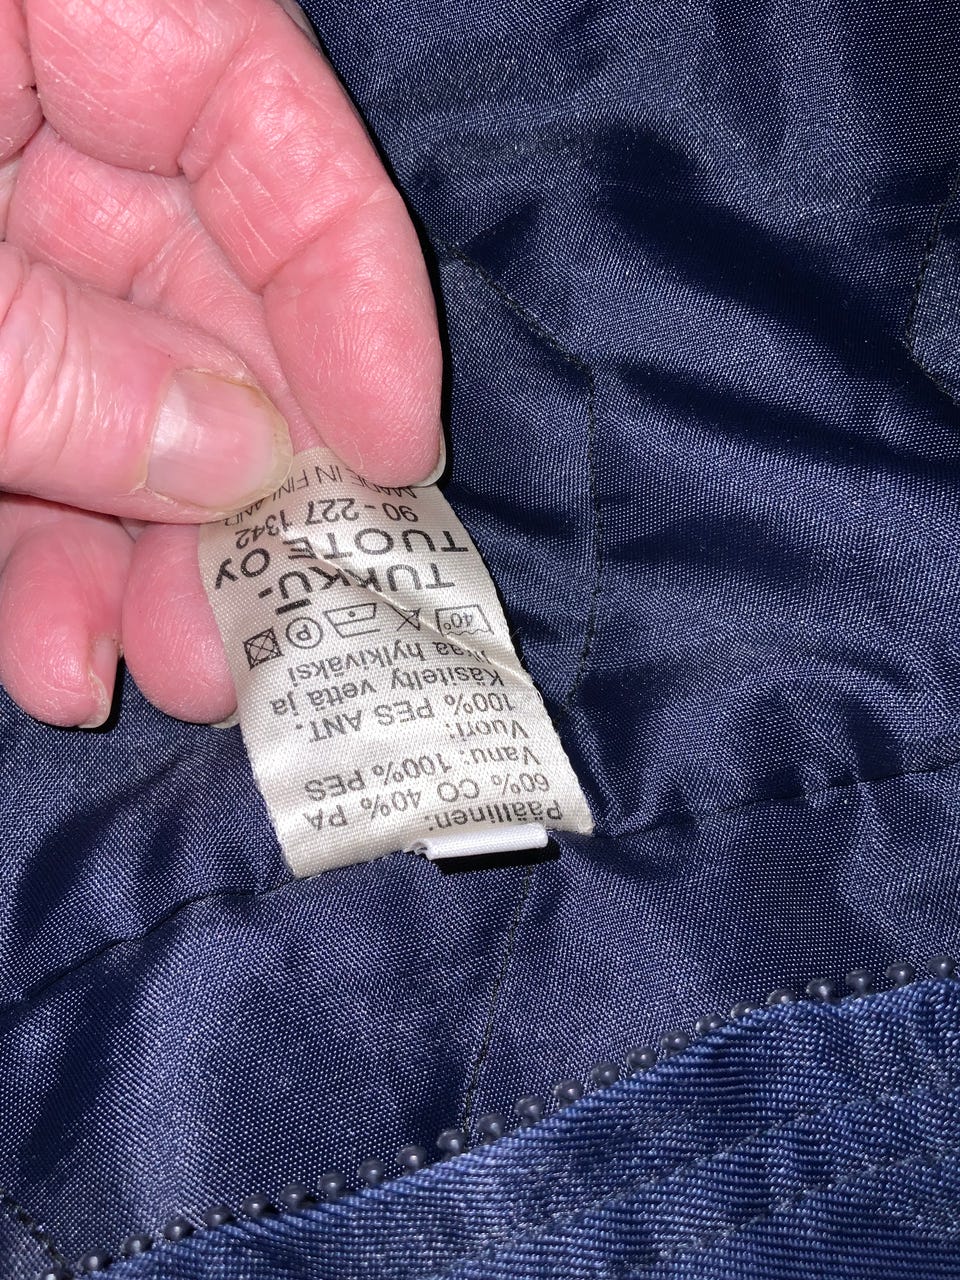 Päällinen:
60% CO 40% PA
Vanu: 100% PES
Vuori:
100% PES ANT.
Käsitelty vettä ja
likaa hylkiväksi
40° P
TUKKU-
TUOTE OY
90-227 1342
MADE IN FINLAND